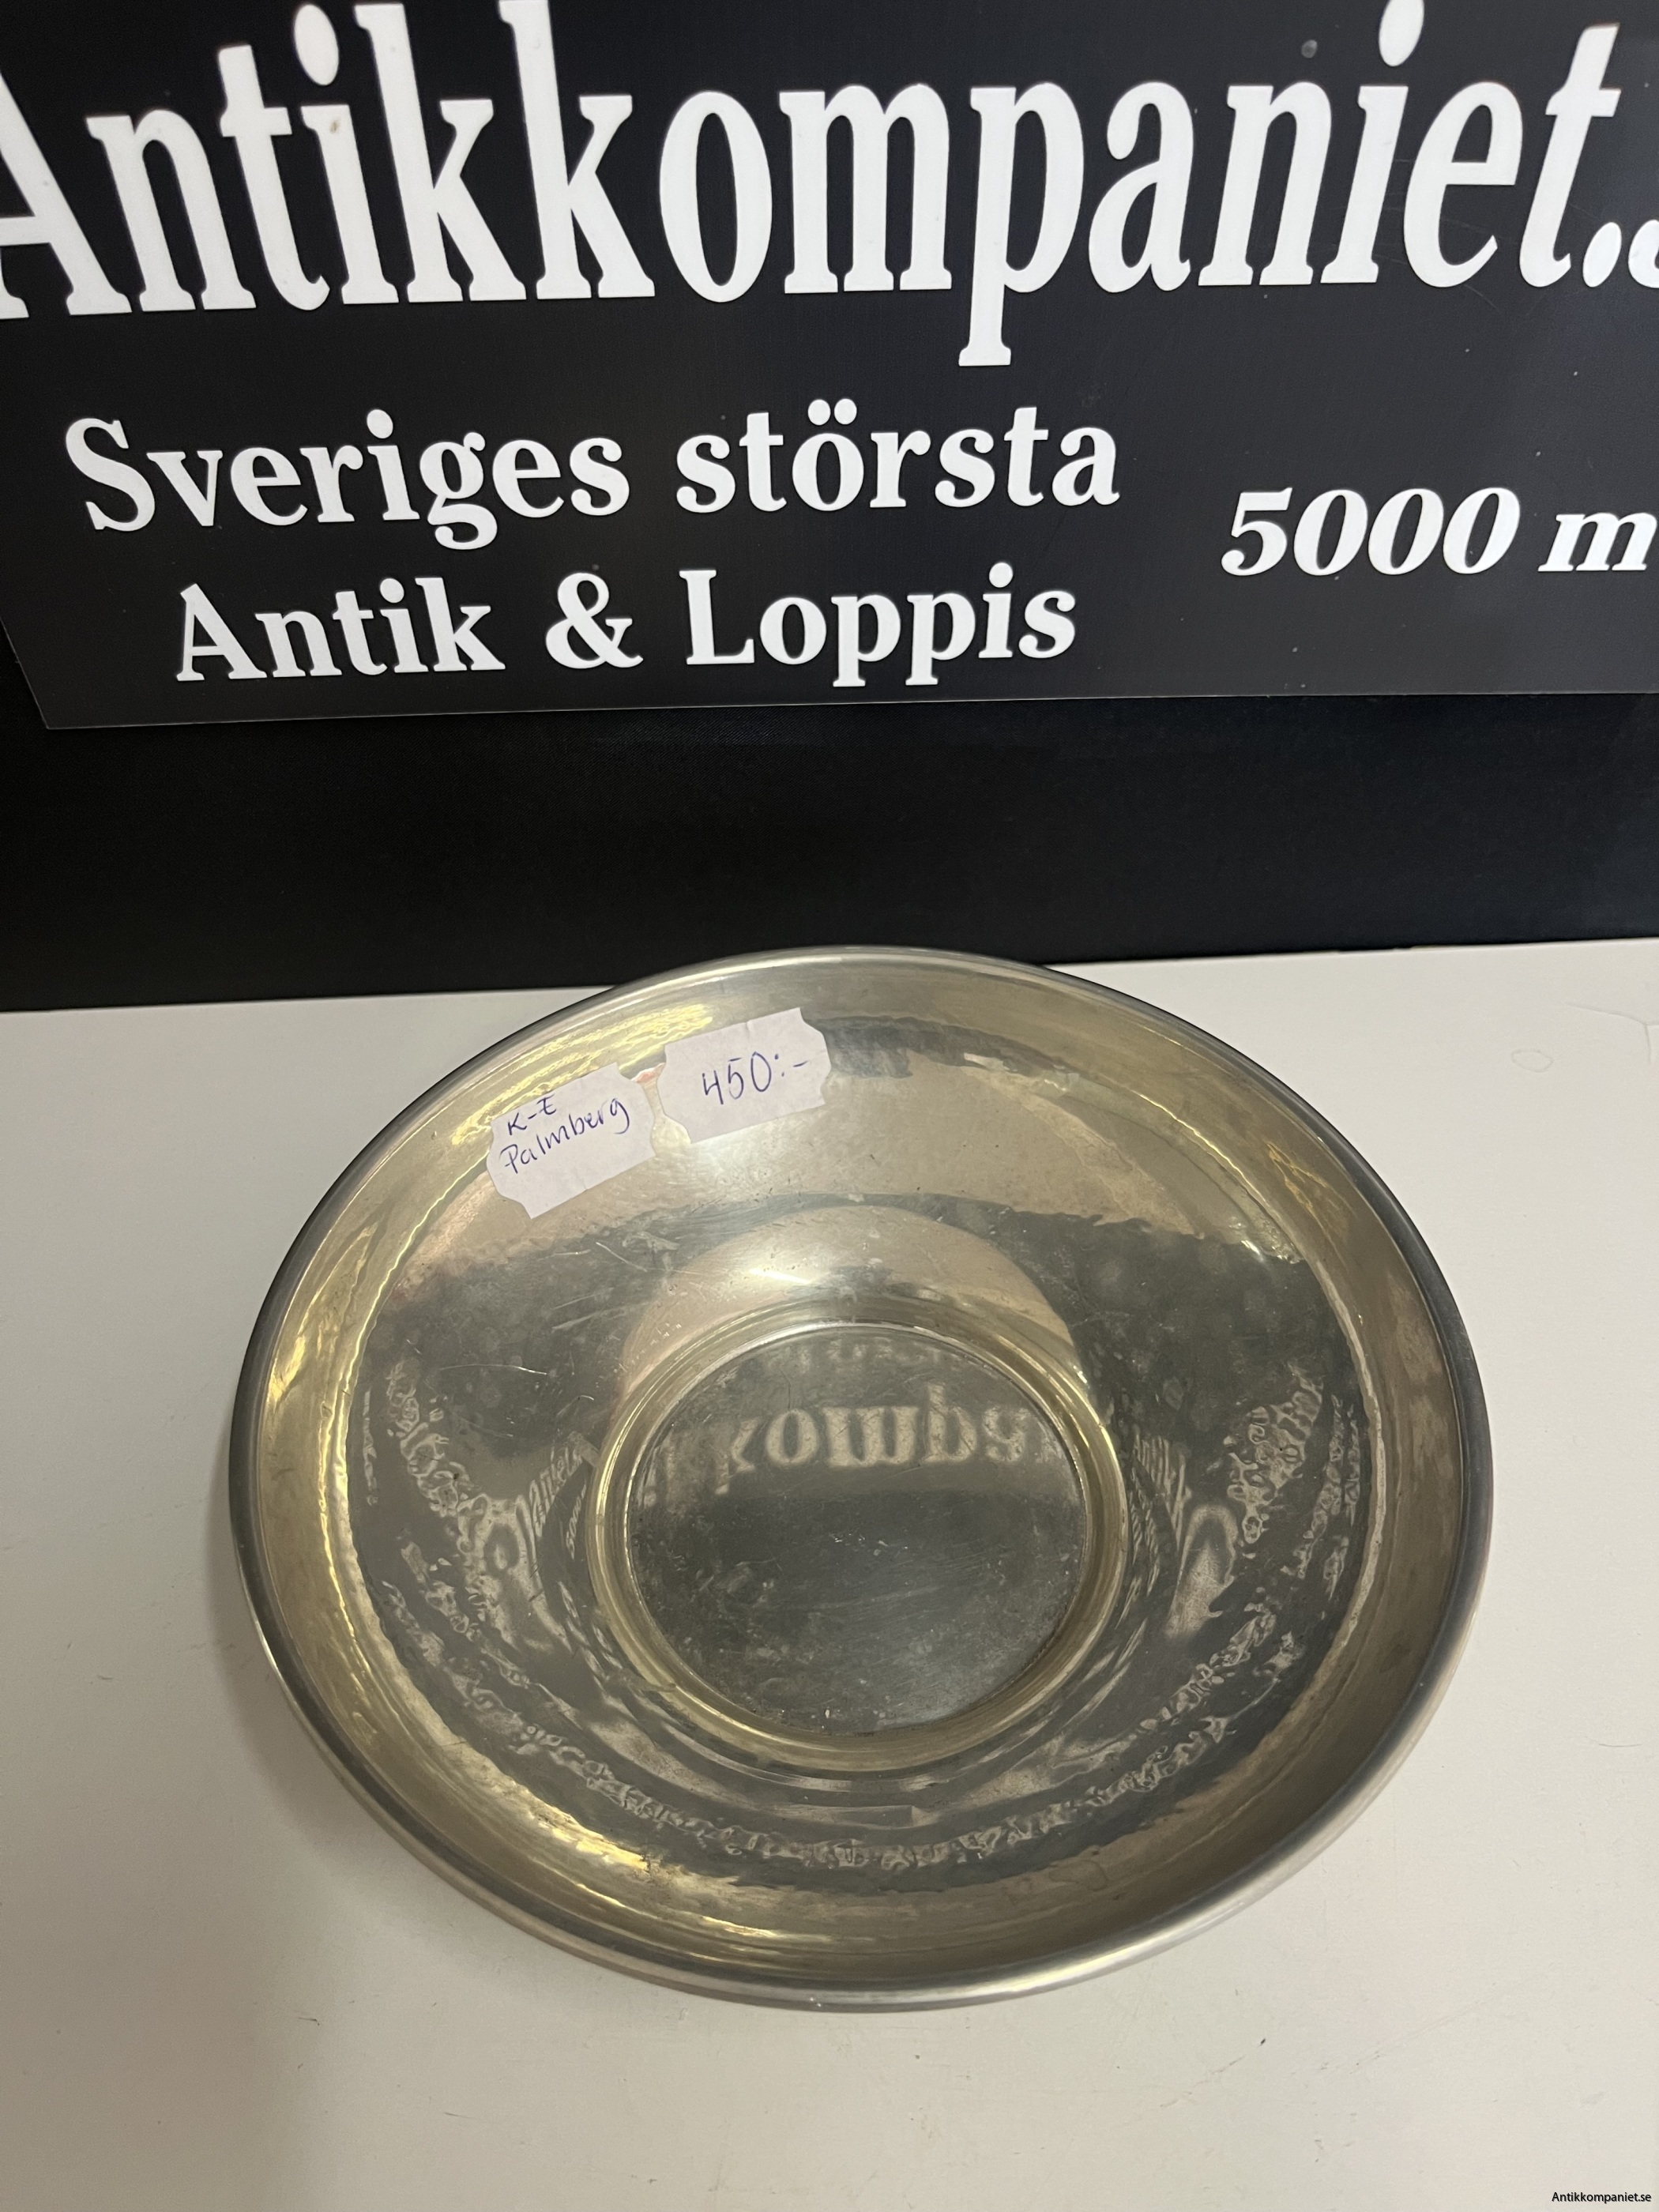 Antikkompaniet.s
Sveriges största
Antik & Loppis
5000 m
450:-
K-E
Palmberg
Antikkompaniet.se